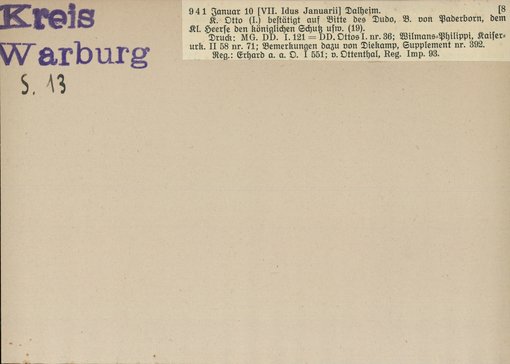 Kreis
Warburg
S. 13
941 Januar 10 [VII. Idus Januarii] Dalheim. [8
K. Otto (I.) bestätigt auf Bitte des Dudo, B. von Paderborn, dem
Kl. Heerse den königlichen Schutz usw. (19).
Druck: MG. DD. I. 121 = DD. Ottos I. nr. 36; Wilmans-Philippi, Kaiser-
urk. II 58 nr. 71; Bemerkungen dazu von Diekamp, Supplement nr. 392.
Reg.: Erhard a. a. O. I 551; v. Ottenthal, Reg. Imp. 93.